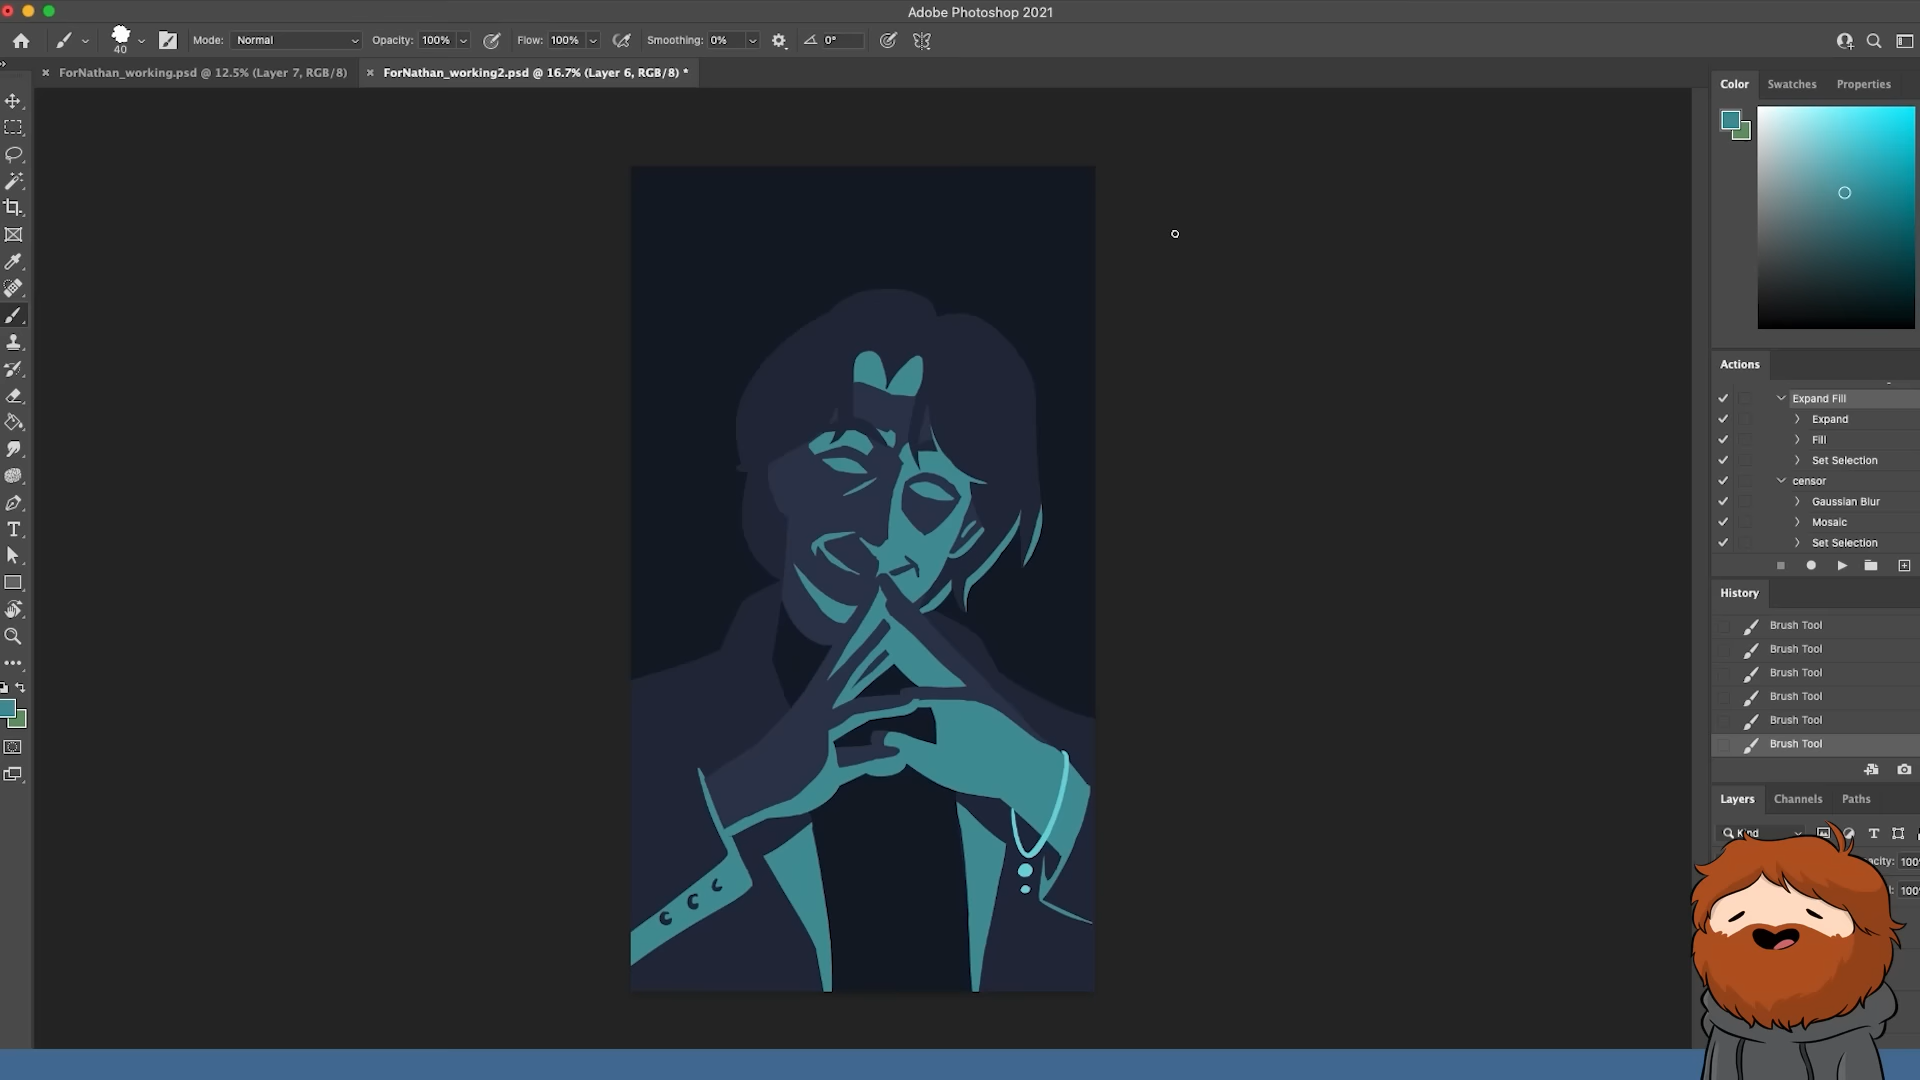 Adobe Photoshop 2021
40
Mode: Normal
Opacity: 100%
Flow: 100%
Smoothing: 0%
0°
ForNathan_working.psd @ 12.5% (Layer 7, RGB/8)
ForNathan_working2.psd @ 16.7% (Layer 6, RGB/8) *
Color
Swatches
Properties
Actions
Expand Fill
Expand
Fill
Set Selection
censor
Gaussian Blur
Mosaic
Set Selection
History
Brush Tool
Brush Tool
Brush Tool
Brush Tool
Brush Tool
Brush Tool
Layers
Channels
Paths
Kind